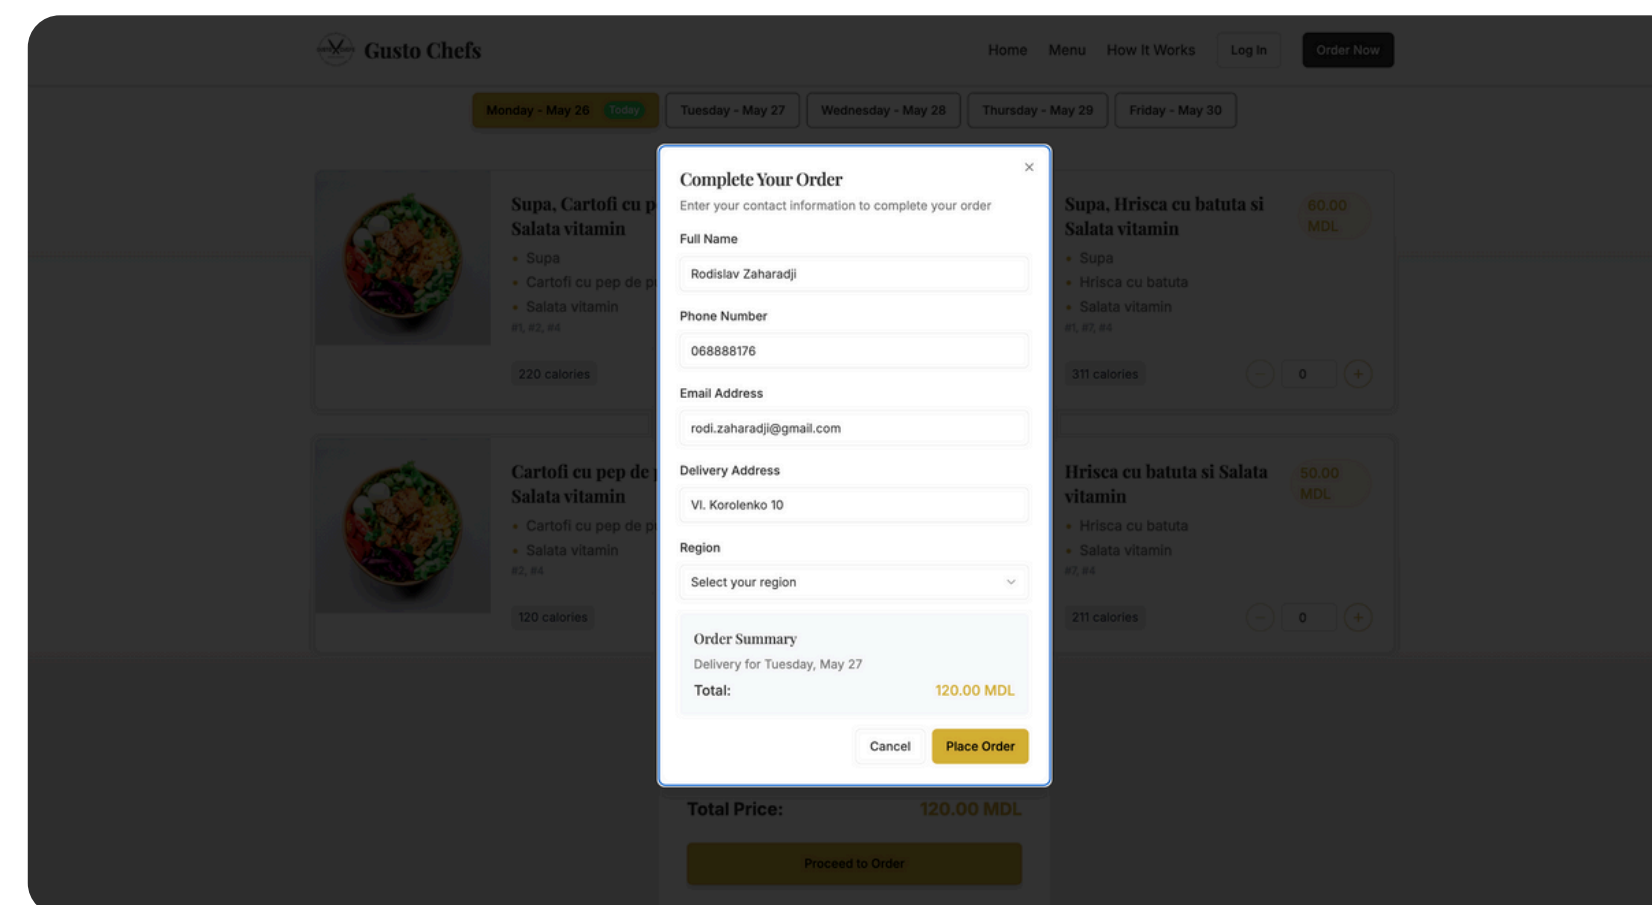 Gusto Chefs
Home Menu How It Works Log In Order Now
Monday - May 26 Today Tuesday - May 27 Wednesday - May 28 Thursday - May 29 Friday - May 30
Supa, Cartofi cu p
Salata vitamin
Supa
Cartofi cu pep de p
Salata vitamin
#1, #2, #4
220 calories
Supa, Hrisca cu batuta si
Salata vitamin
60.00
MDL
Supa
Hrisca cu batuta
Salata vitamin
#1, #7, #4
311 calories
0
Cartofi cu pep de
Salata vitamin
Cartofi cu pep de p
Salata vitamin
#2, #4
120 calories
Hrisca cu batuta si Salata
vitamin
50.00
MDL
Hrisca cu batuta
Salata vitamin
#7, #4
211 calories
0
Complete Your Order
Enter your contact information to complete your order
Full Name
Rodislav Zaharadji
Phone Number
068888176
Email Address
rodi.zaharadji@gmail.com
Delivery Address
Vl. Korolenko 10
Region
Select your region
Order Summary
Delivery for Tuesday, May 27
Total: 120.00 MDL
Cancel Place Order
Total Price: 120.00 MDL
Proceed to Order